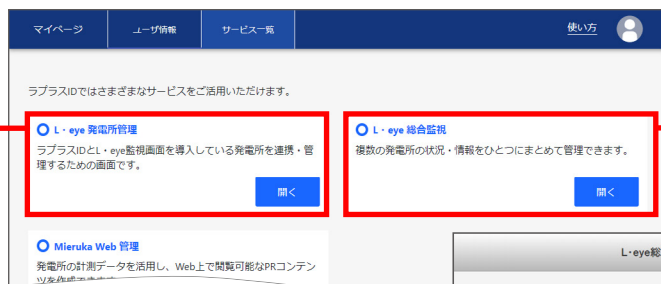 マイページ
ユーザ情報
サービス一覧
使い方
ラプラスIDではさまざまなサービスをご活用いただけます。
L・eye 発電所管理
ラプラスIDとL・eye監視画面を導入している発電所を連携・管
理するための画面です。
開く
L・eye 総合監視
複数の発電所の状況・情報をひとつにまとめて管理できます。
開く
Mieruka Web 管理
発電所の計測データを活用し、Web上で閲覧可能なPRコンテン
ツを作成できます
L・eye総